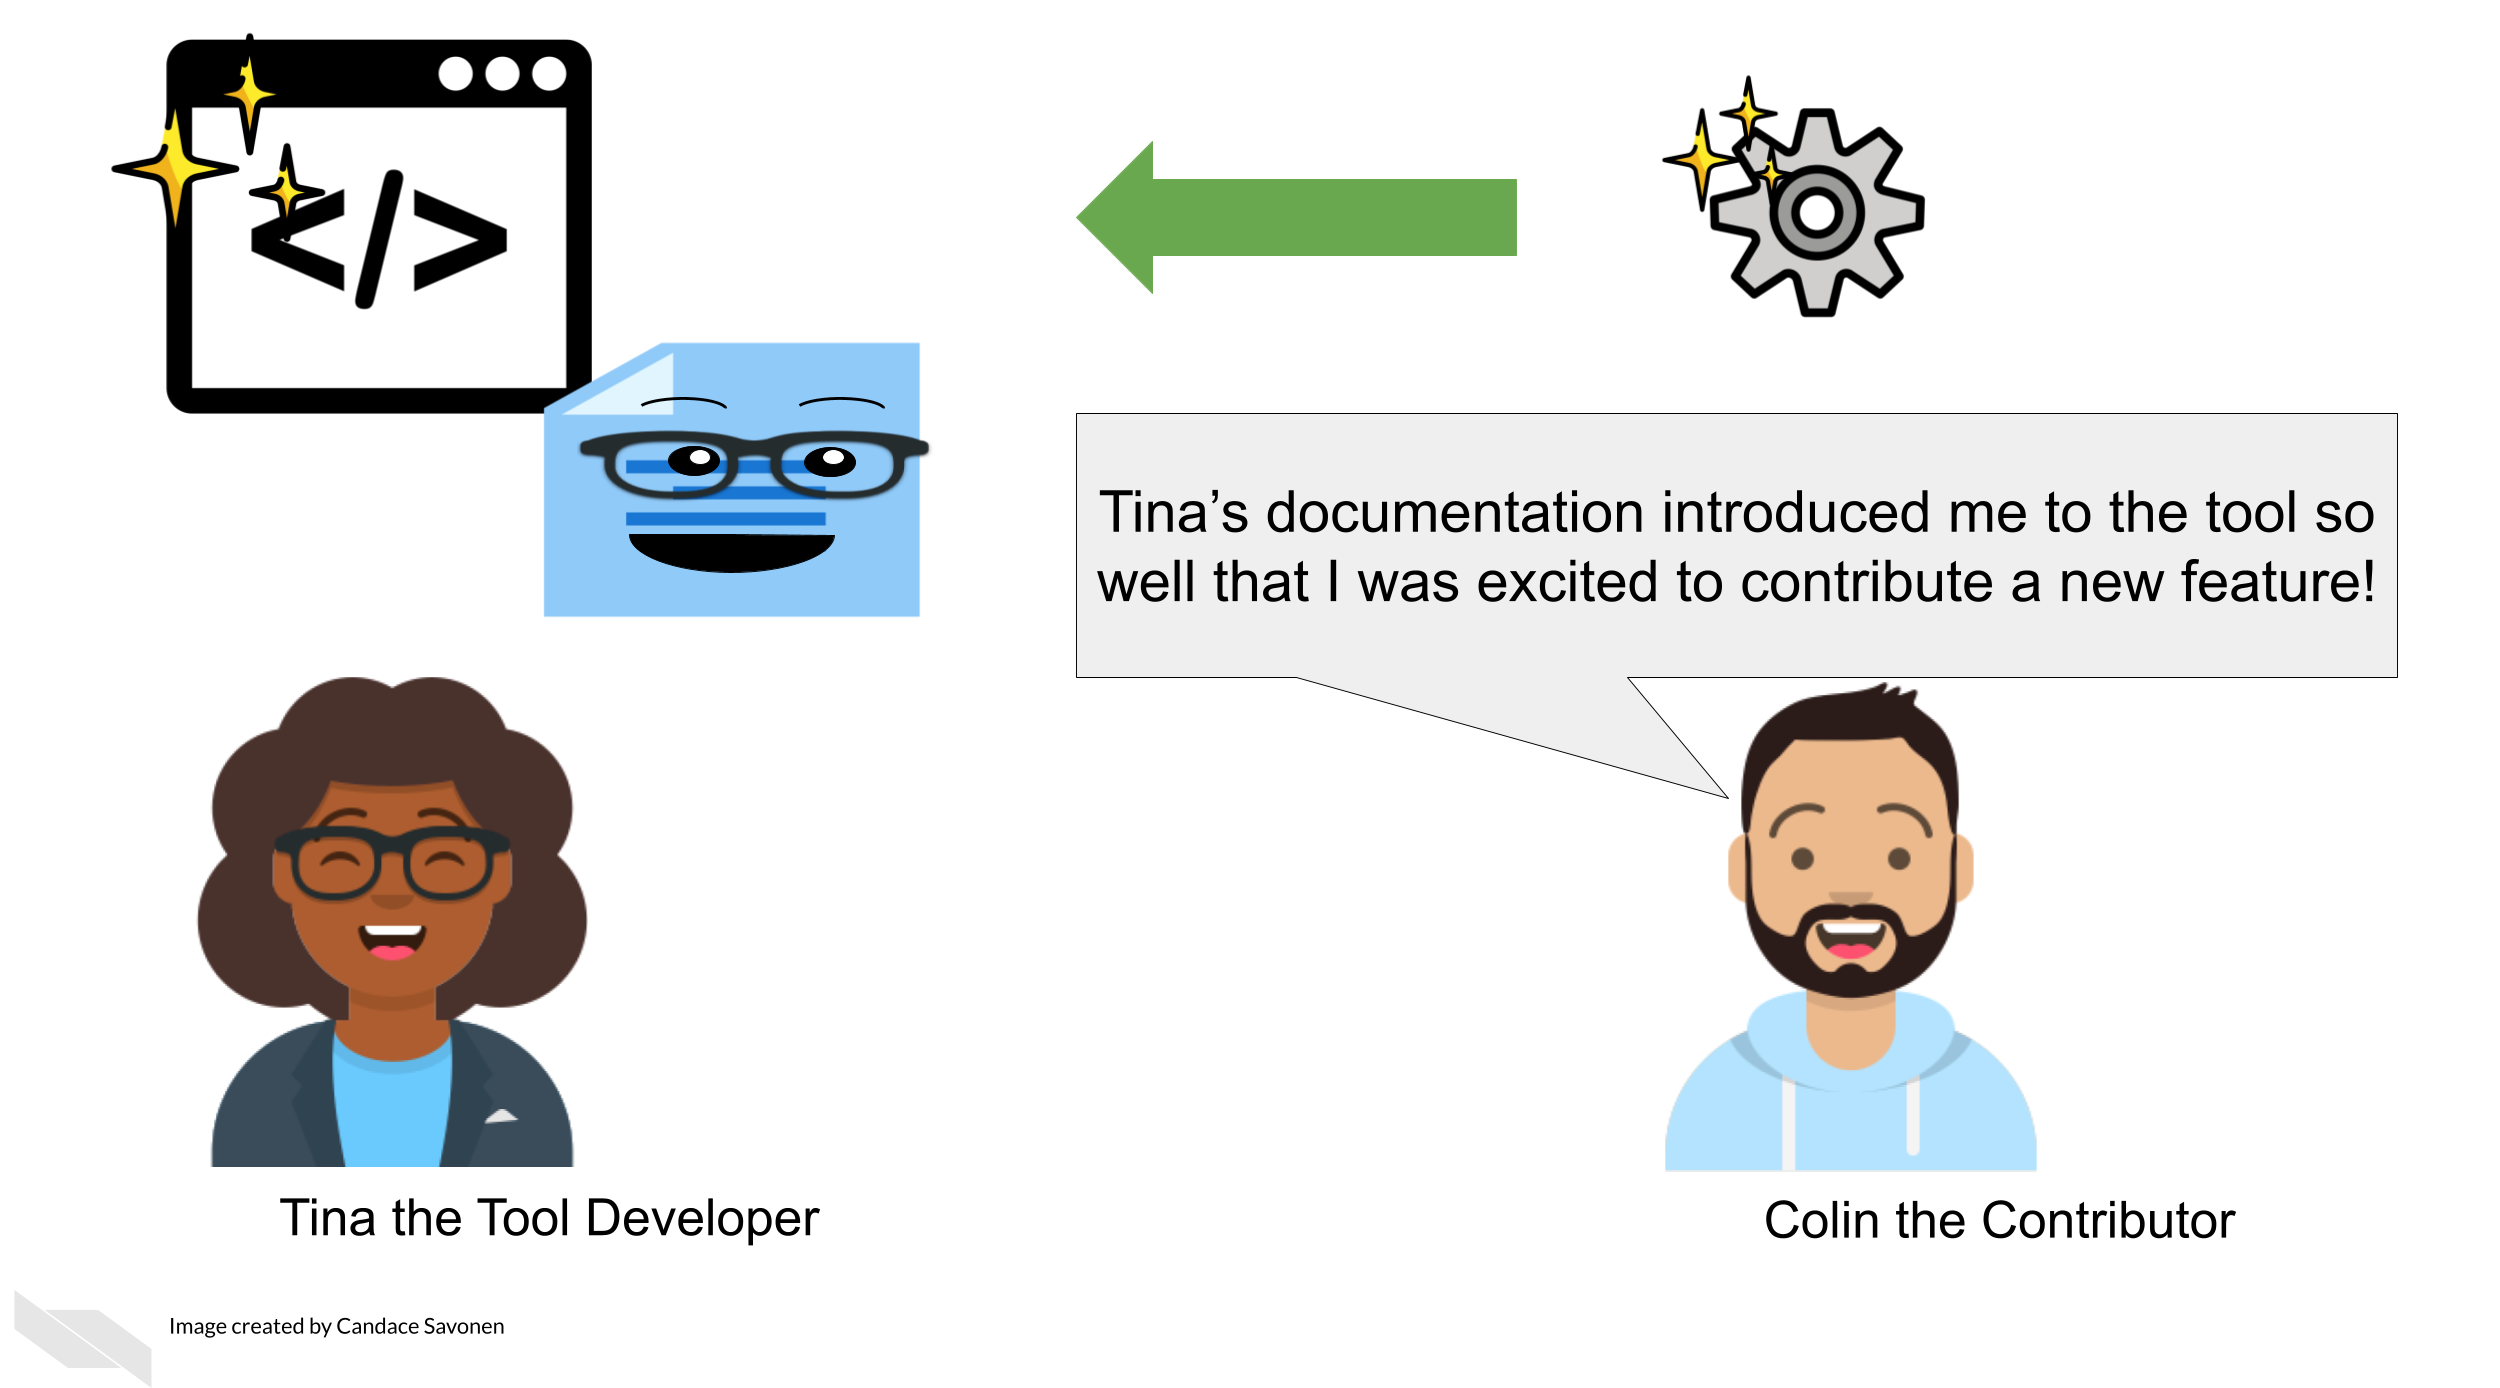 </>
Tina’s documentation introduced me to the tool so
well that I was excited to contribute a new feature!
Tina the Tool Developer
Colin the Contributor
Image created by Candace Savonen